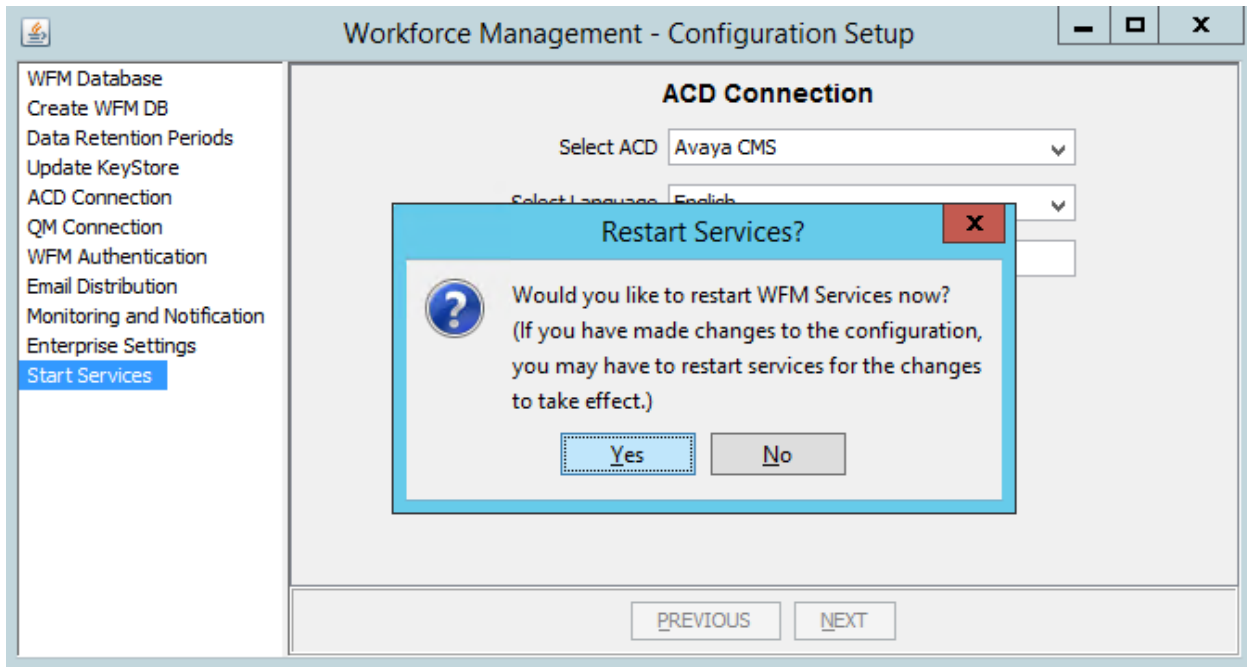 Workforce Management - Configuration Setup
WFM Database
Create WFM DB
Data Retention Periods
Update KeyStore
ACD Connection
QM Connection
WFM Authentication
Email Distribution
Monitoring and Notification
Enterprise Settings
Start Services
ACD Connection
Select ACD Avaya CMS
Select Language English
Restart Services?
Would you like to restart WFM Services now?
(If you have made changes to the configuration,
you may have to restart services for the changes
to take effect.)
Yes No
PREVIOUS NEXT